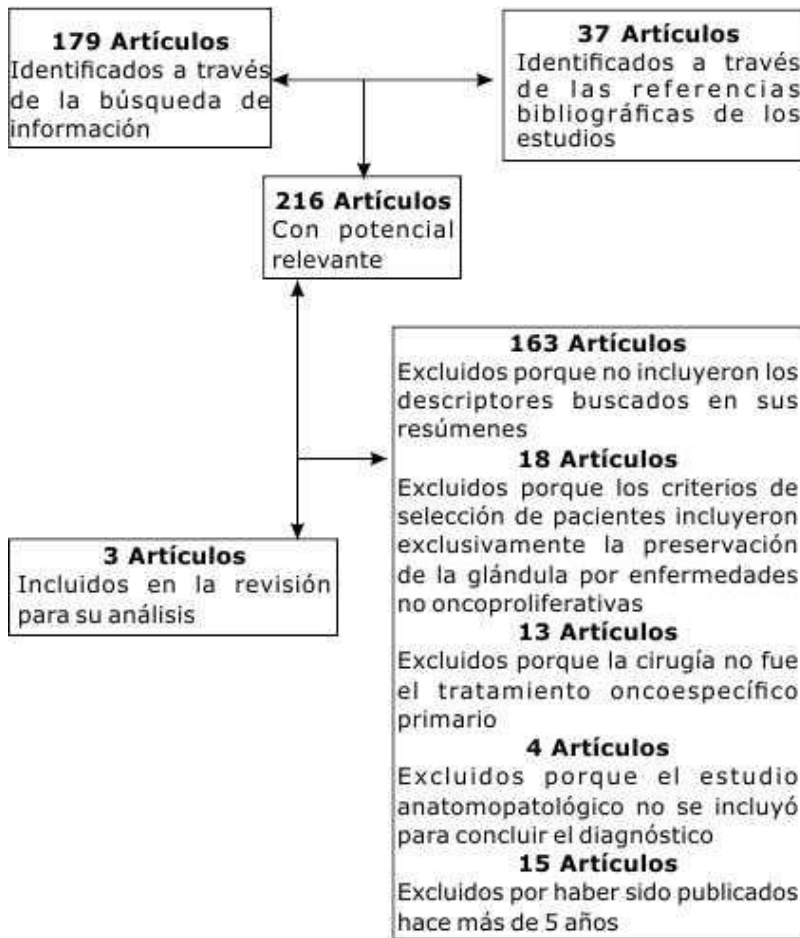 179 Artículos
Identificados a través
de la búsqueda de
información
37 Artículos
Identificados a través
de las referencias
bibliográficas de los
estudios
216 Artículos
Con potencial
relevante
163 Artículos
Excluidos porque no incluyeron los
descriptores buscados en sus
resúmenes
18 Artículos
Excluidos porque los criterios de
selección de pacientes incluyeron
exclusivamente la preservación
de la glándula por enfermedades
no oncoproliferativas
13 Artículos
Excluidos porque la cirugía no fue
el tratamiento oncoespecífico
primario
4 Artículos
Excluidos porque el estudio
anatomopatológico no se incluyó
para concluir el diagnóstico
15 Artículos
Excluidos por haber sido publicados
hace más de 5 años
3 Artículos
Incluidos en la revisión
para su análisis